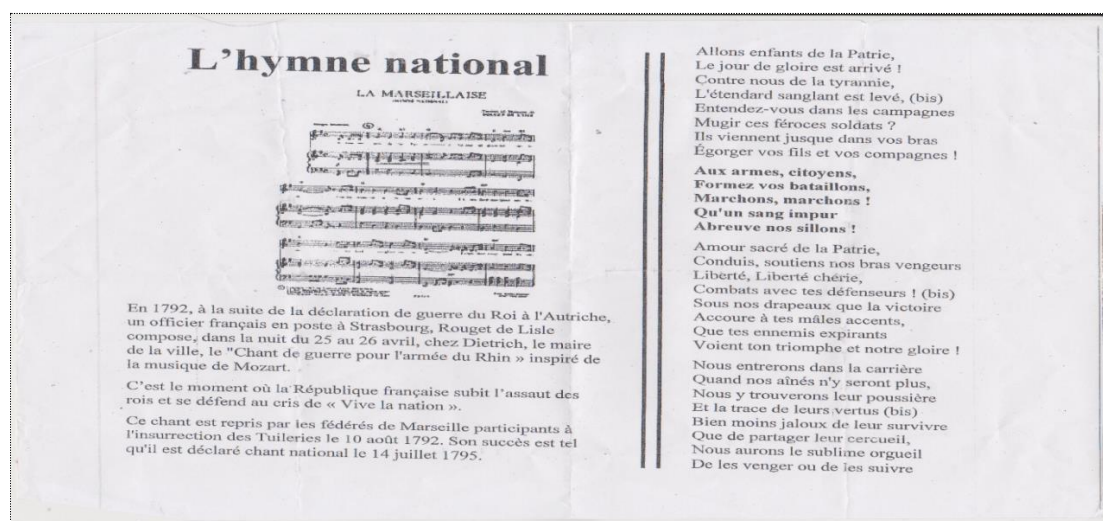 L'hymne national
LA MARSEILLAISE
En 1792, à la suite de la déclaration de guerre du Roi à l'Autriche,
un officier français en poste à Strasbourg, Rouget de Lisle
compose, dans la nuit du 25 au 26 avril, chez Dietrich, le maire
de la ville, le "Chant de guerre pour l'armée du Rhin » inspiré de
la musique de Mozart.
C'est le moment où la République française subit l'assaut des
rois et se défend au cris de « Vive la nation ».
Ce chant est repris par les fédérés de Marseille participants à
l'insurrection des Tuileries le 10 août 1792. Son succès est tel
qu'il est déclaré chant national le 14 juillet 1795.
Allons enfants de la Patrie,
Le jour de gloire est arrivé !
Contre nous de la tyrannie,
L'étendard sanglant est levé, (bis)
Entendez-vous dans les campagnes
Mugir ces féroces soldats ?
Ils viennent jusque dans vos bras
Égorger vos fils et vos compagnes !
Aux armes, citoyens,
Formez vos bataillons,
Marchons, marchons !
Qu'un sang impur
Abreuve nos sillons !
Amour sacré de la Patrie,
Conduis, soutiens nos bras vengeurs
Liberté, Liberté chérie,
Combats avec tes défenseurs ! (bis)
Sous nos drapeaux que la victoire
Accoure à tes mâles accents,
Que tes ennemis expirants
Voient ton triomphe et notre gloire !
Nous entrerons dans la carrière
Quand nos aînés n'y seront plus,
Nous y trouverons leur poussière
Et la trace de leurs vertus (bis)
Bien moins jaloux de leur survivre
Que de partager leur cercueil,
Nous aurons le sublime orgueil
De les venger ou de les suivre